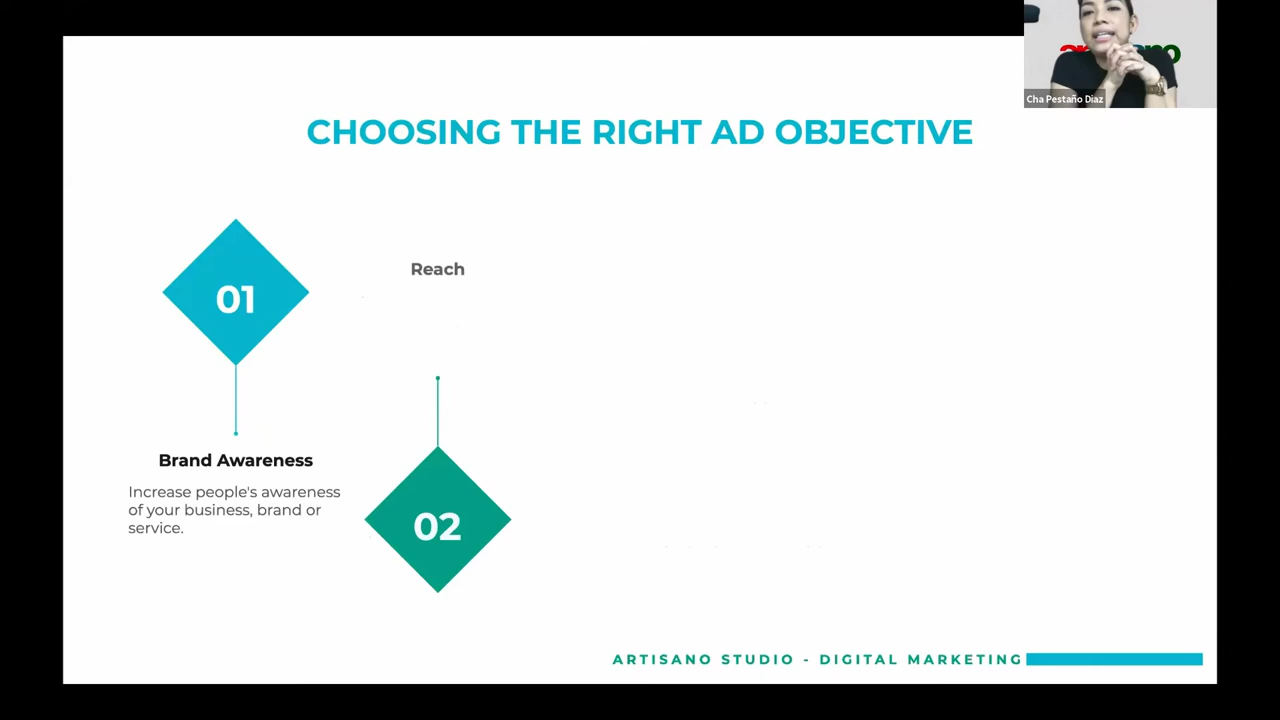 Cha Pestaño Diaz
CHOOSING THE RIGHT AD OBJECTIVE
01
Brand Awareness
Increase people's awareness
of your business, brand or
service.
Reach
02
ARTISANO STUDIO - DIGITAL MARKETING